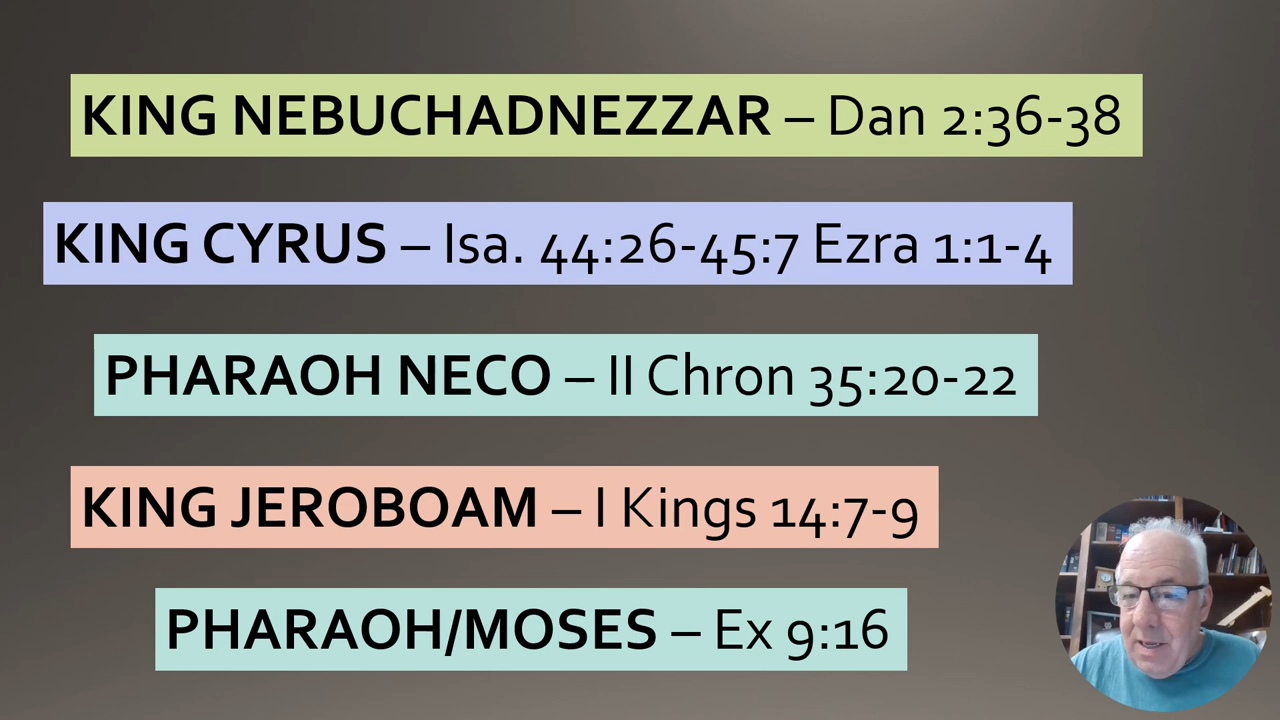 KING NEBUCHADNEZZAR – Dan 2:36-38
KING CYRUS – Isa. 44:26-45:7 Ezra 1:1-4
PHARAOH NECO – II Chron 35:20-22
KING JEROBOAM – I Kings 14:7-9
PHARAOH/MOSES – Ex 9:16